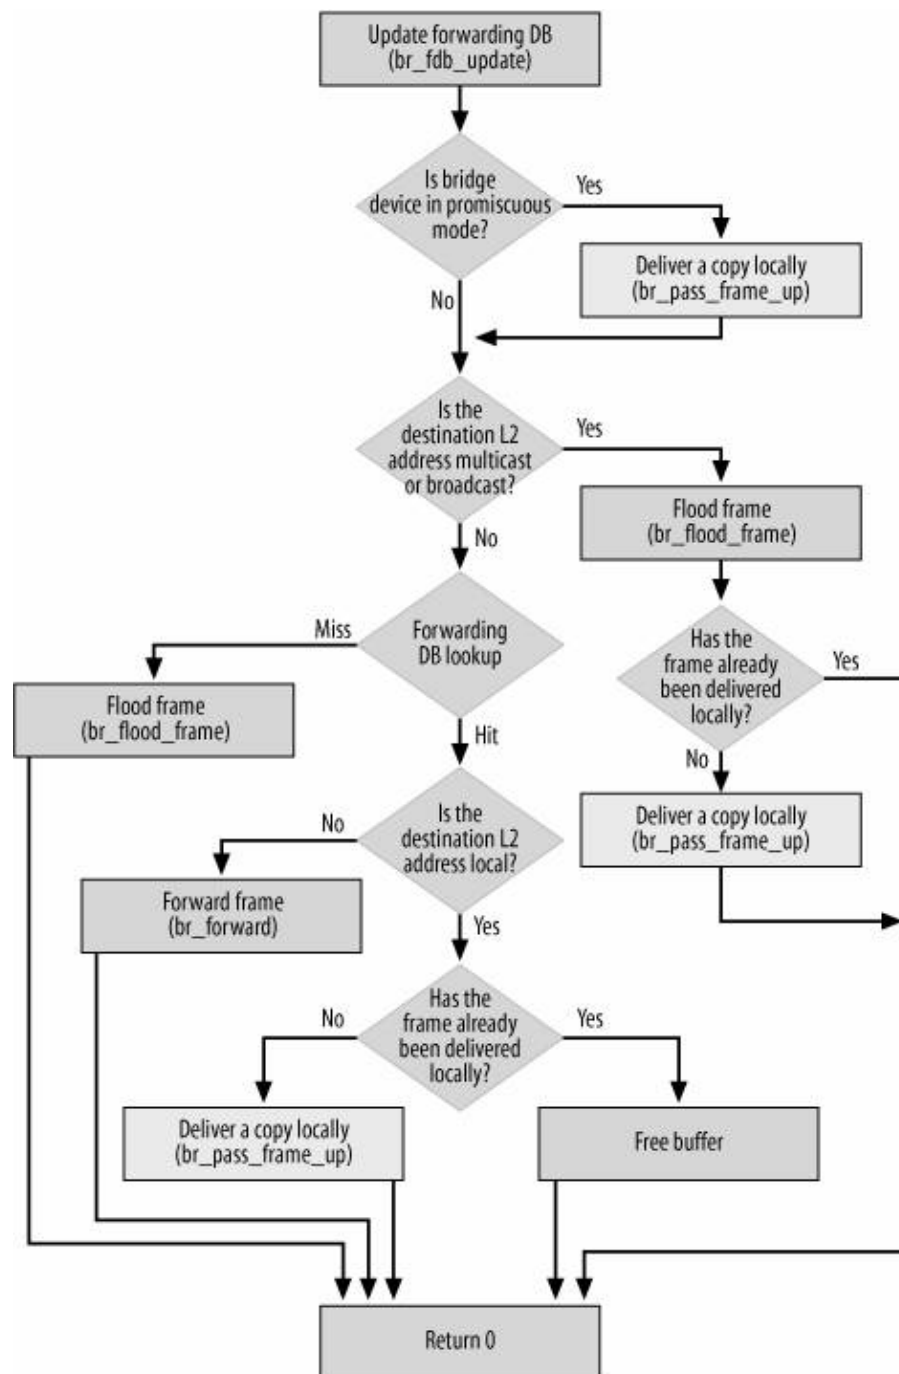 Update forwarding DB
(br_fdb_update)
Is bridge
device in promiscuous
mode?
Yes
Deliver a copy locally
(br_pass_frame_up)
No
Is the
destination L2
address multicast
or broadcast?
Yes
Flood frame
(br_flood_frame)
No
Forwarding
DB lookup
Miss
Has the
frame already
been delivered
locally?
Yes
Flood frame
(br_flood_frame)
Hit
No
Deliver a copy locally
(br_pass_frame_up)
Is the
destination L2
address local?
No
Forward frame
(br_forward)
Yes
Has the
frame already
been delivered
locally?
No
Yes
Deliver a copy locally
(br_pass_frame_up)
Free buffer
Return 0